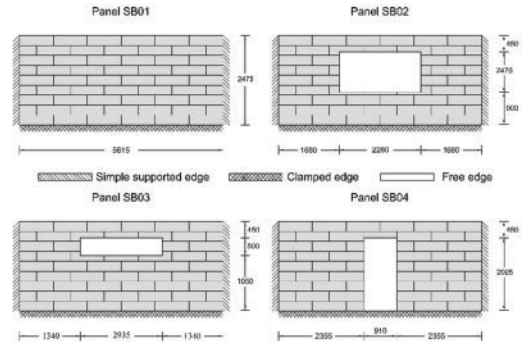 Panel SB01
Panel SB02
2475
5615
450
2475
900
1680
2260
1680
Simple supported edge
Clamped edge
Free edge
Panel SB03
Panel SB04
450
500
1050
1340
2935
1340
450
2025
2355
910
2355